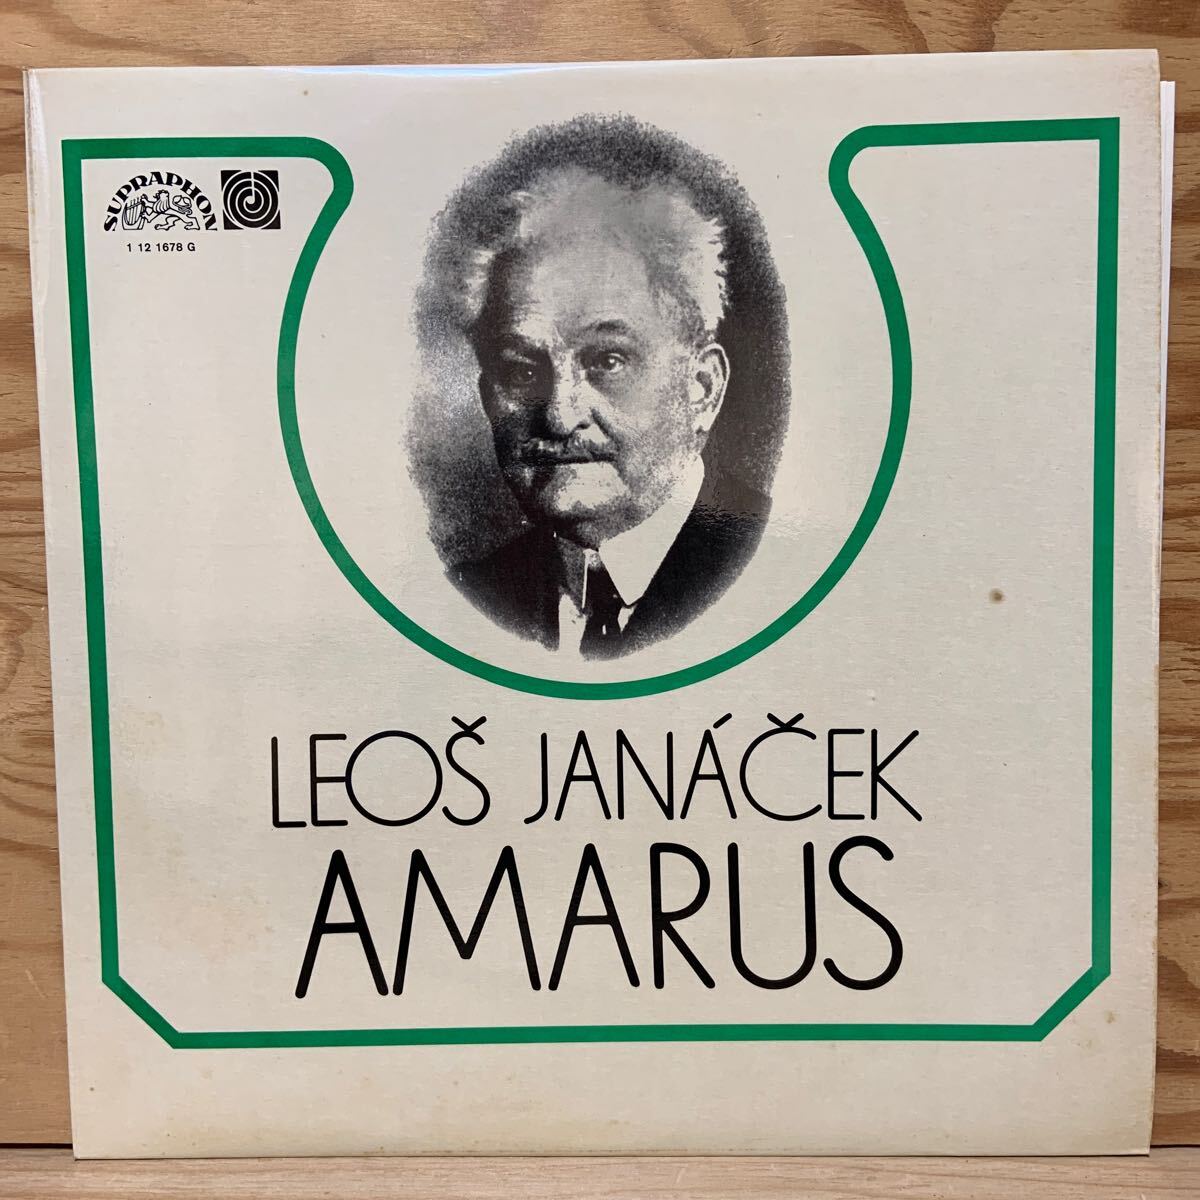 SUPRAPHON
1 12 1678 G
LEOŠ JANÁČEK
AMARUS